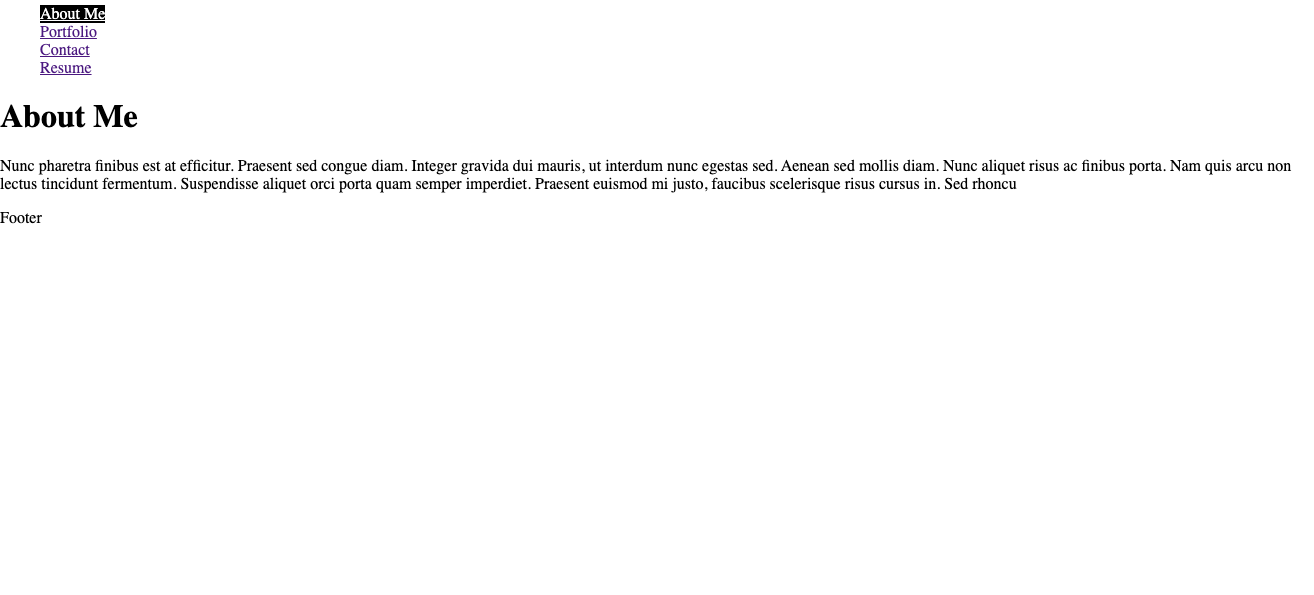 About Me
Portfolio
Contact
Resume
About Me
Nunc pharetra finibus est at efficitur. Praesent sed congue diam. Integer gravida dui mauris, ut interdum nunc egestas sed. Aenean sed mollis diam. Nunc aliquet risus ac finibus porta. Nam quis arcu non
lectus tincidunt fermentum. Suspendisse aliquet orci porta quam semper imperdiet. Praesent euismod mi justo, faucibus scelerisque risus cursus in. Sed rhoncu
Footer